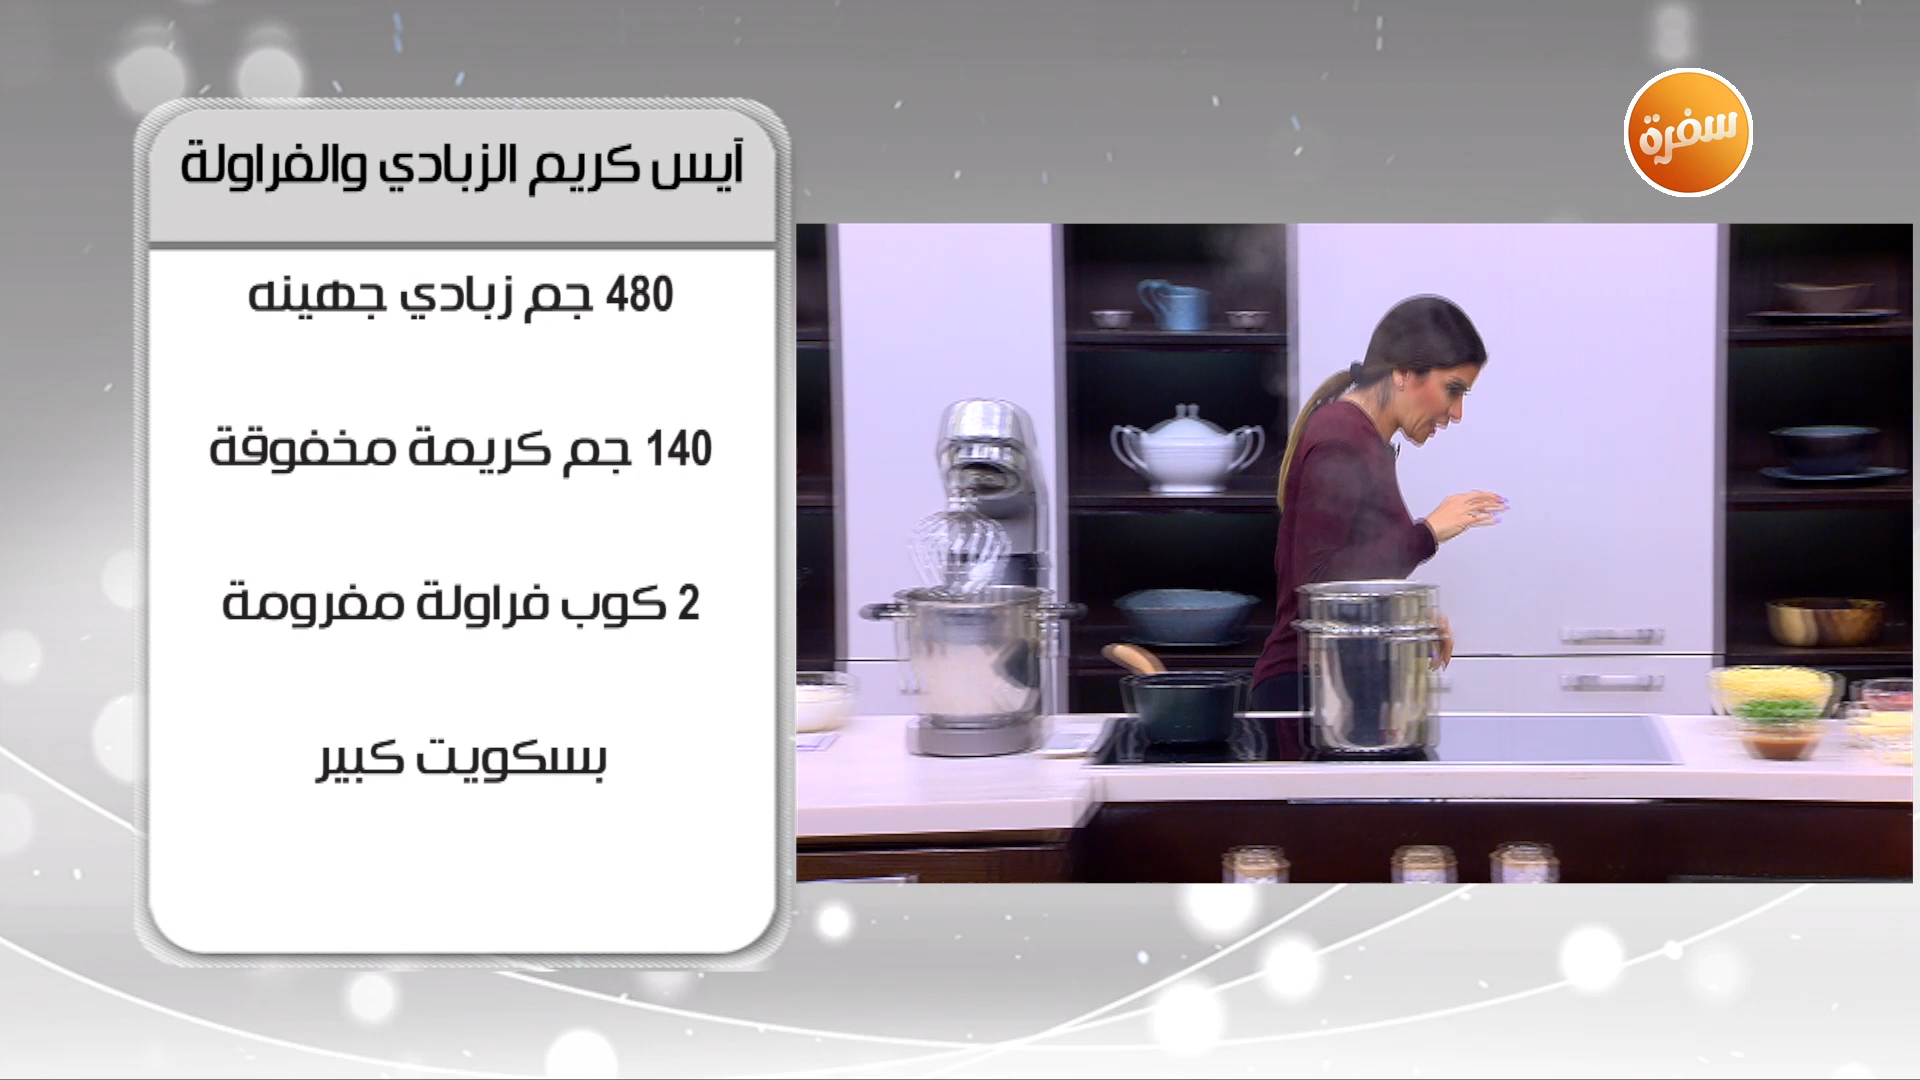 سفرة
آيس كريم الزبادي والفراولة
480 جم زبادي جهينه
140 جم كريمة مخفوقة
2 كوب فراولة مفرومة
بسكويت كبير